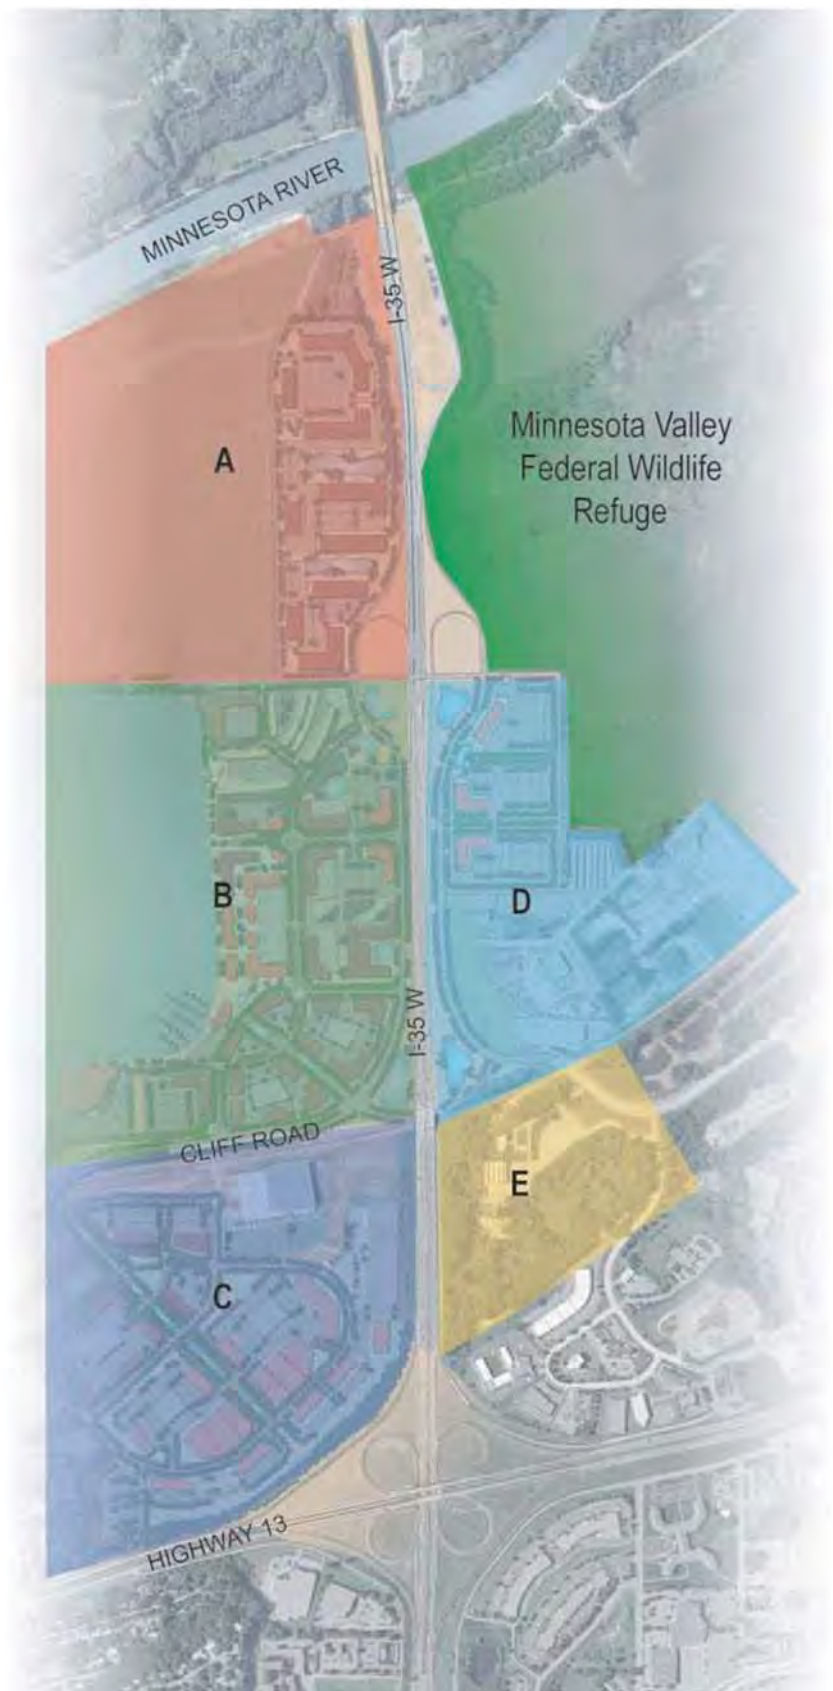 MINNESOTA RIVER
I-35 W
Minnesota Valley
Federal Wildlife
Refuge
A
B
D
I-35 W
CLIFF ROAD
E
C
HIGHWAY 13